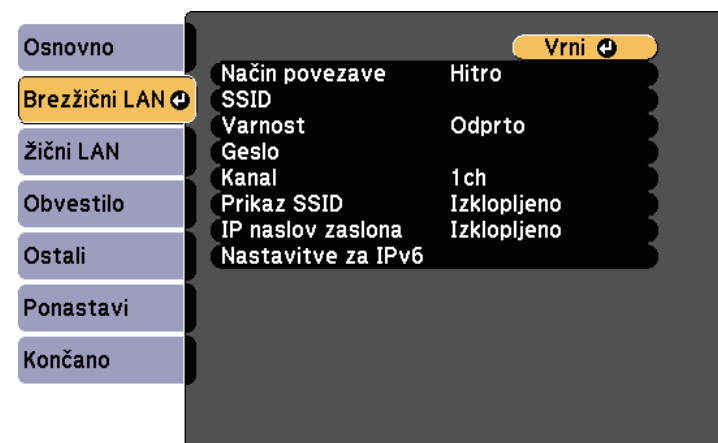 Osnovno
Brezžični LAN
Žični LAN
Obvestilo
Ostali
Ponastavi
Končano
Vrni
Način povezave Hitro
SSID
Varnost Odprto
Geslo
Kanal 1ch
Prikaz SSID Izklopljeno
IP naslov zaslona Izklopljeno
Nastavitve za IPv6